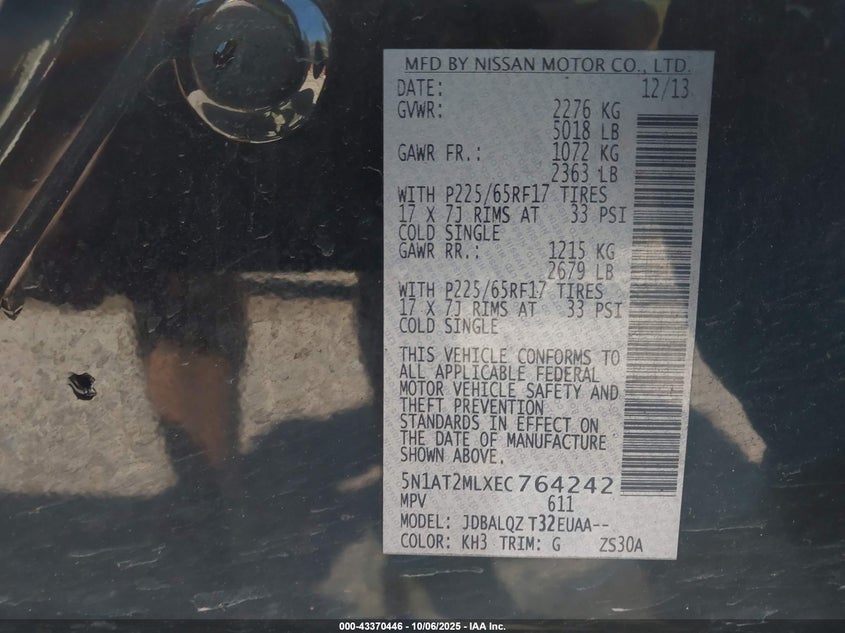 MFD BY NISSAN MOTOR CO., LTD.
DATE: 12/13
GVWR: 2276 KG
5018 LB
GAWR FR.: 1072 KG
2363 LB
WITH P225/65RF17 TIRES
17 X 7J RIMS AT 33 PSI
COLD SINGLE
GAWR RR.: 1215 KG
2679 LB
WITH P225/65RF17 TIRES
17 X 7J RIMS AT 33 PSI
COLD SINGLE
THIS VEHICLE CONFORMS TO
ALL APPLICABLE FEDERAL
MOTOR VEHICLE SAFETY AND
THEFT PREVENTION
STANDARDS IN EFFECT ON
THE DATE OF MANUFACTURE
SHOWN ABOVE.
5N1AT2MLXEC764242
MPV 611
MODEL: JDBALQZ T32EUAA--
COLOR: KH3 TRIM: G ZS30A
000-43370446 - 10/06/2025 - IAA Inc.